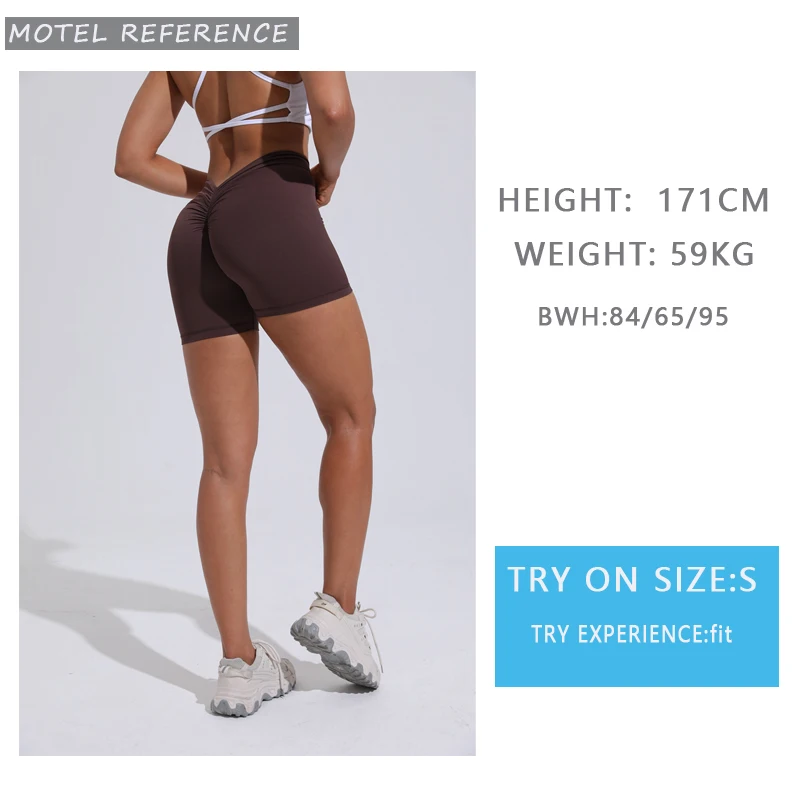 MOTEL REFERENCE
HEIGHT: 171CM
WEIGHT: 59KG
BWH:84/65/95
TRY ON SIZE:S
TRY EXPERIENCE:fit